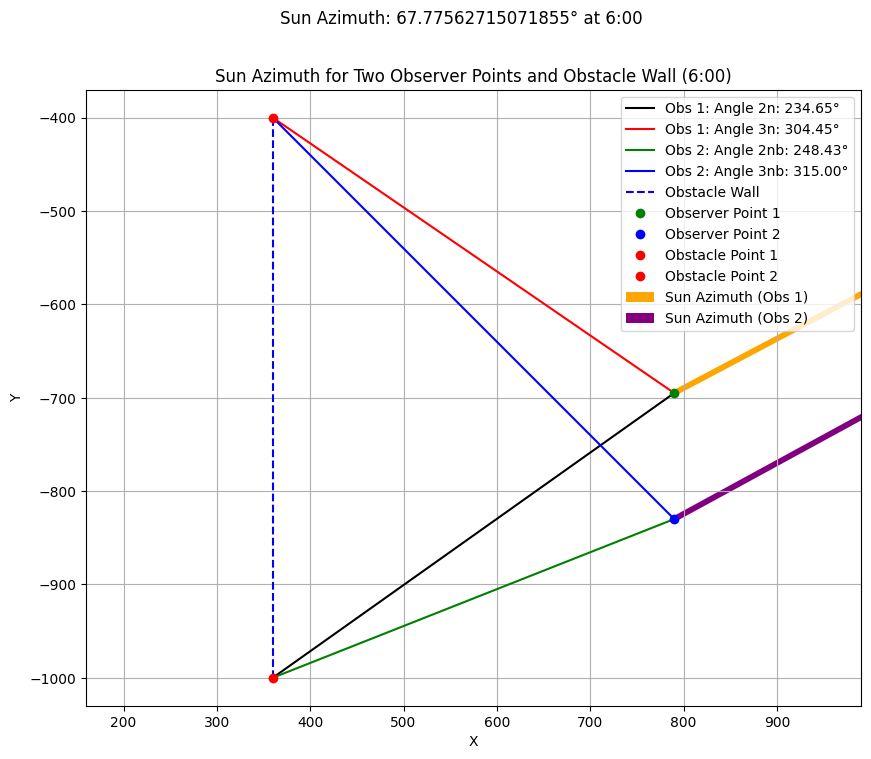 Sun Azimuth: 67.77562715071855° at 6:00
Sun Azimuth for Two Observer Points and Obstacle Wall (6:00)
Obs 1: Angle 2n: 234.65°
Obs 1: Angle 3n: 304.45°
Obs 2: Angle 2nb: 248.43°
Obs 2: Angle 3nb: 315.00°
Obstacle Wall
Observer Point 1
Observer Point 2
Obstacle Point 1
Obstacle Point 2
Sun Azimuth (Obs 1)
Sun Azimuth (Obs 2)
Y
−400
−500
−600
−700
−800
−900
−1000
200 300 400 500 600 700 800 900
X